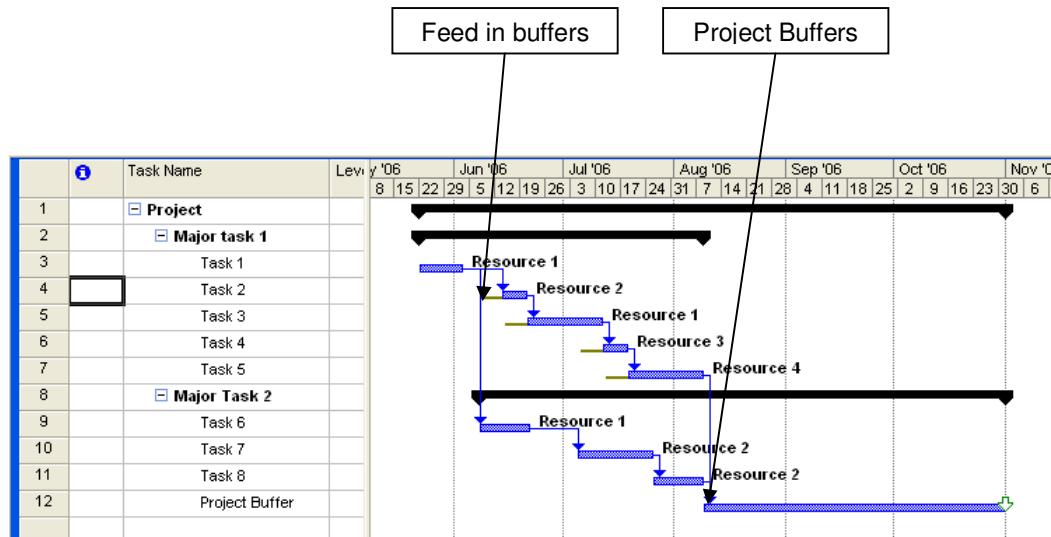 Feed in buffers Project Buffers
Task Name Leve y '06 Jun '06 Jul '06 Aug '06 Sep '06 Oct '06 Nov '0
8 15 22 29 5 12 19 26 3 10 17 24 31 7 14 21 28 4 11 18 25 2 9 16 23 30 6
1 Project
2 Major task 1
3 Task 1 Resource 1
4 Task 2 Resource 2
5 Task 3 Resource 1
6 Task 4 Resource 3
7 Task 5 Resource 4
8 Major Task 2
9 Task 6 Resource 1
10 Task 7 Resource 2
11 Task 8 Resource 2
12 Project Buffer